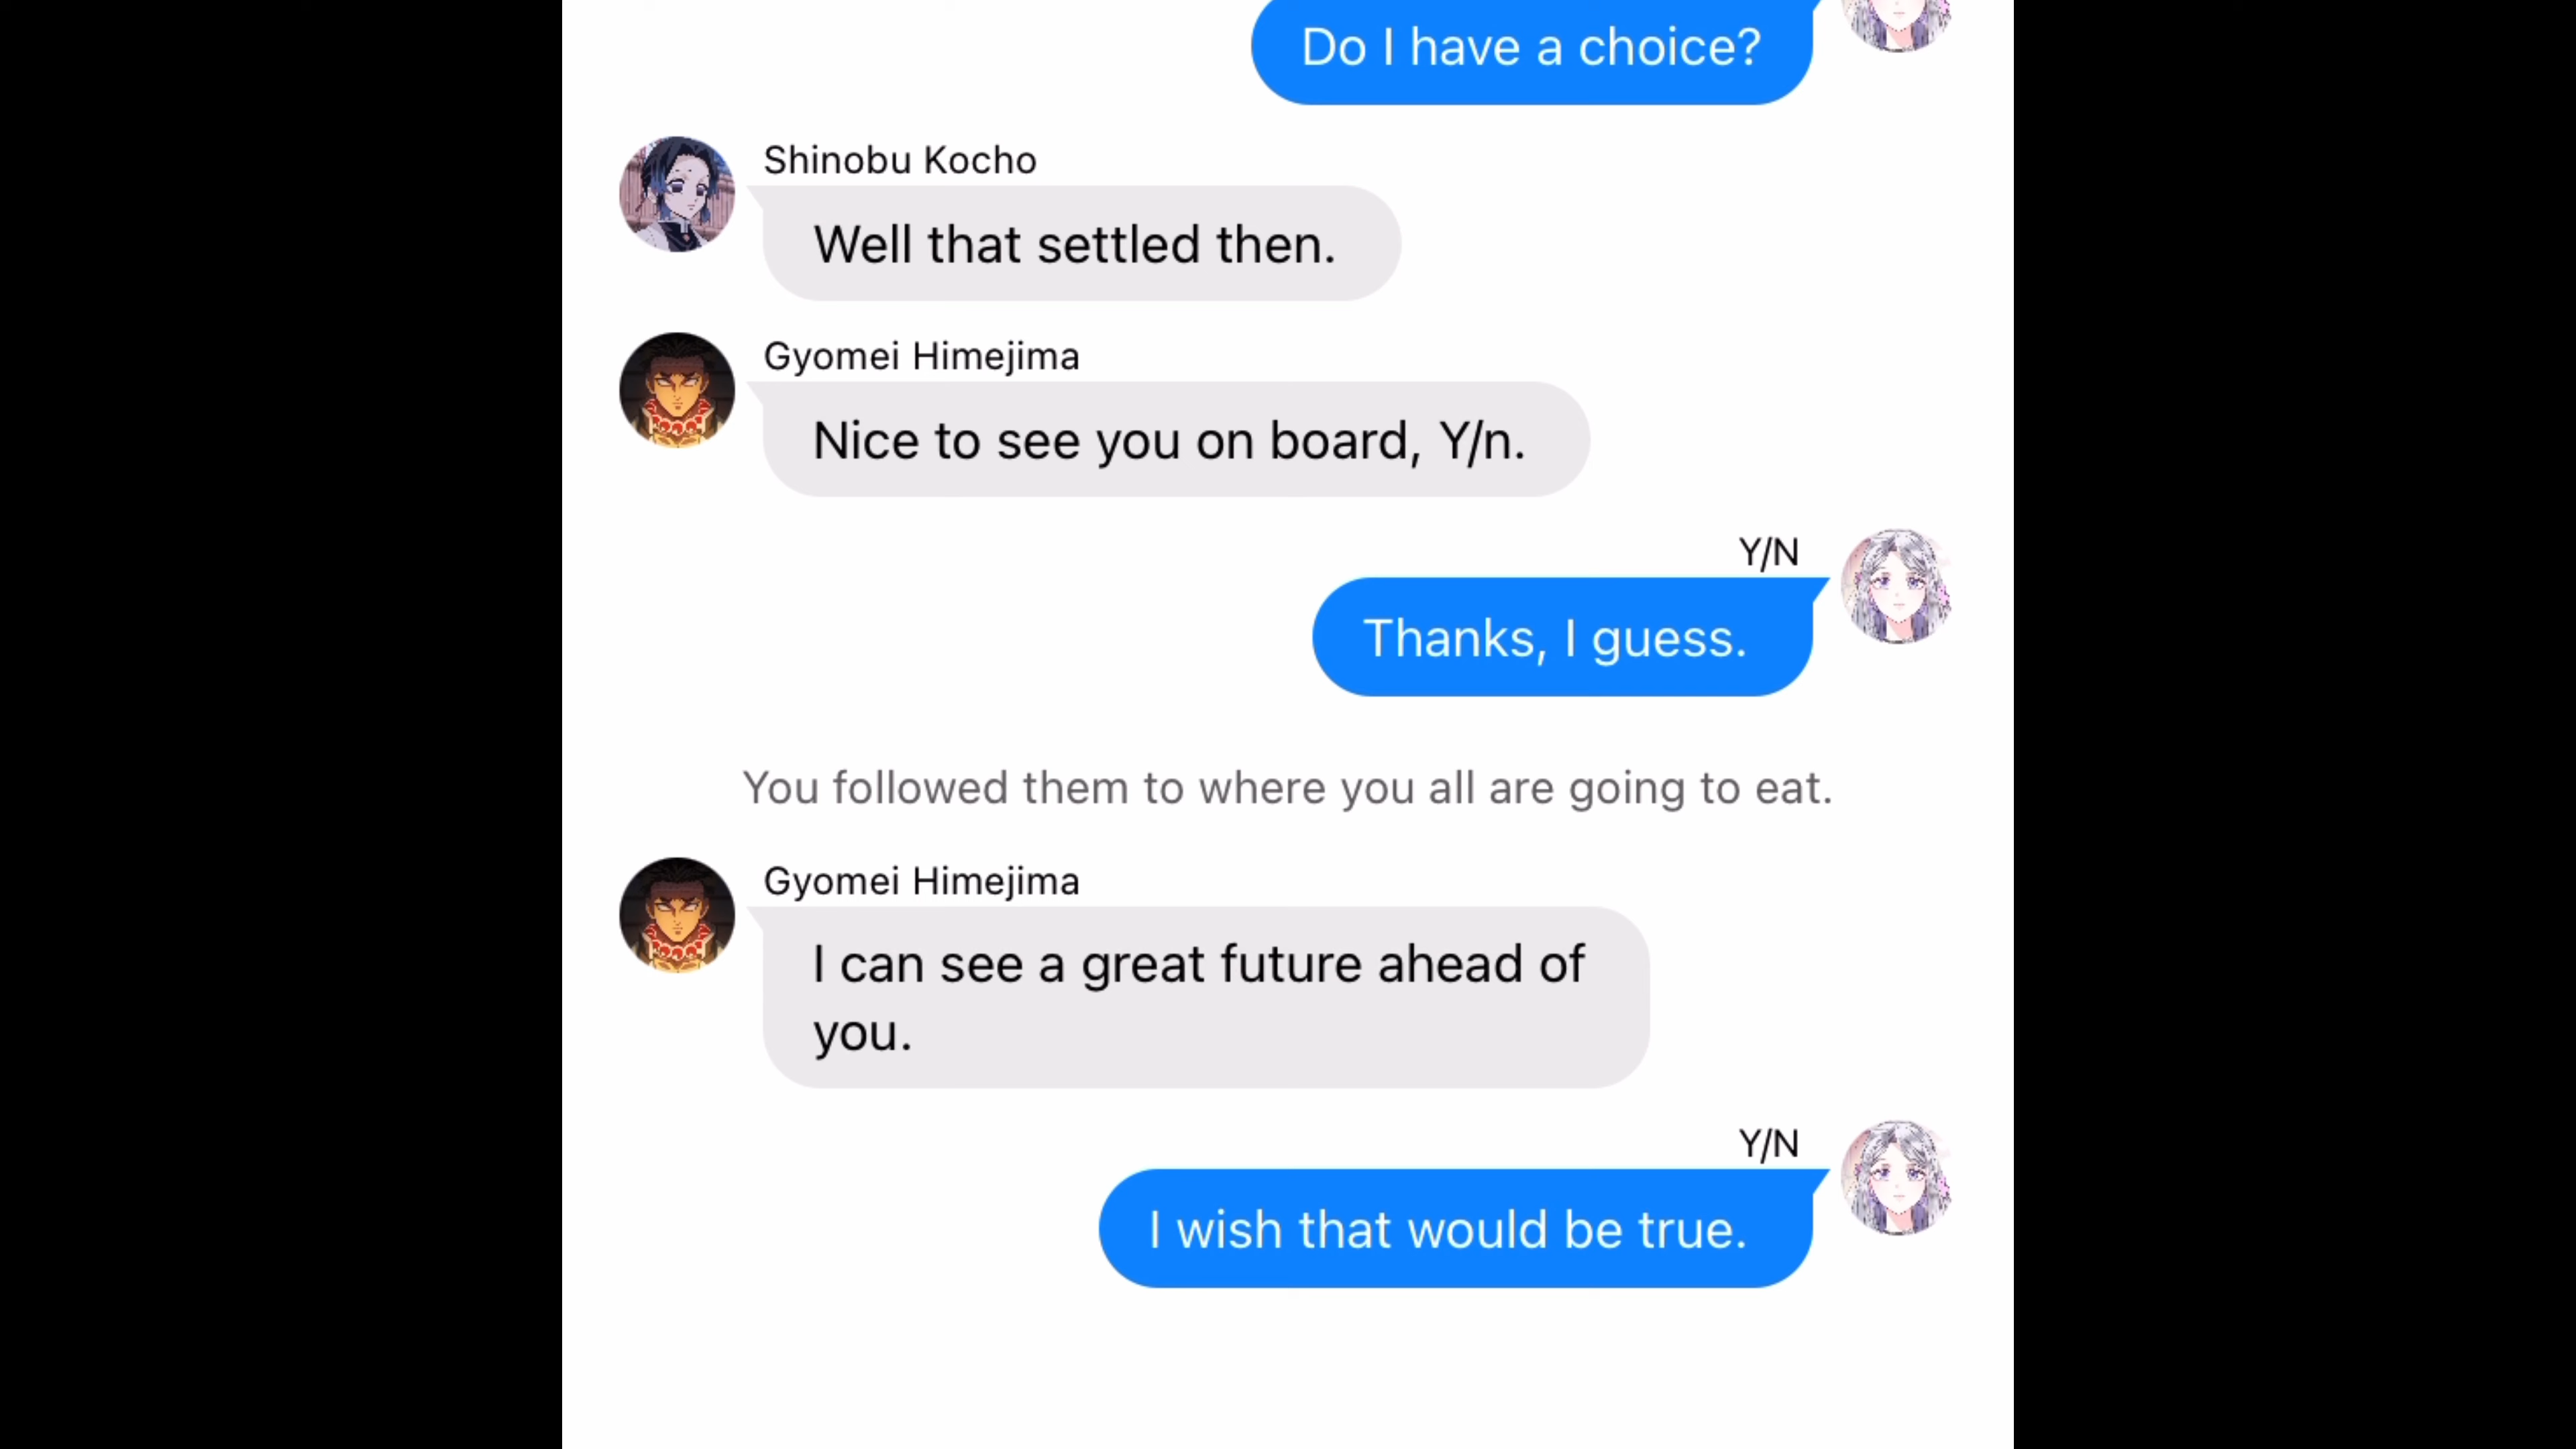 Do I have a choice?
Shinobu Kocho
Well that settled then.
Gyomei Himejima
Nice to see you on board, Y/n.
Y/N
Thanks, I guess.
You followed them to where you all are going to eat.
Gyomei Himejima
I can see a great future ahead of
you.
Y/N
I wish that would be true.